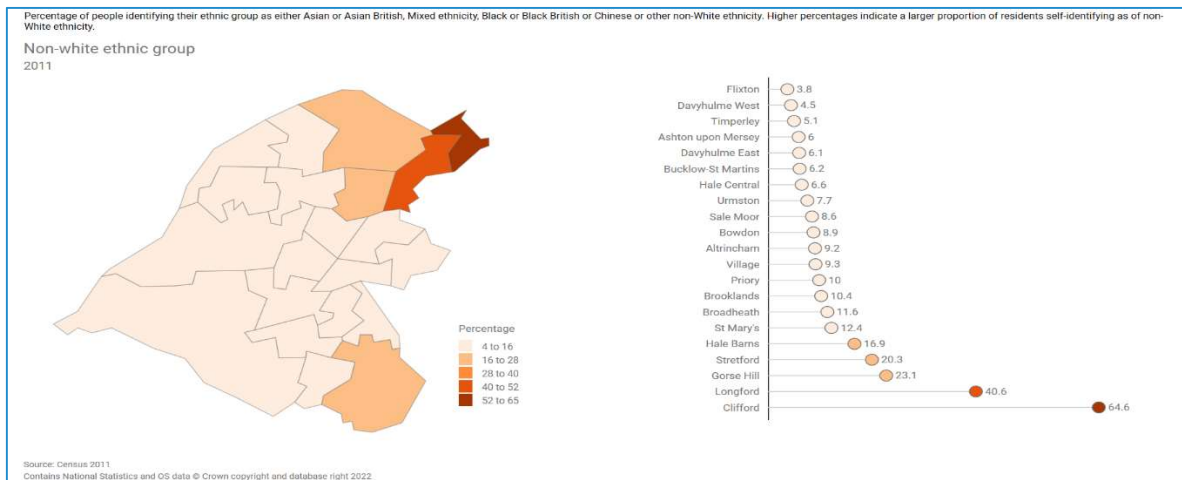 Percentage of people identifying their ethnic group as either Asian or Asian British, Mixed ethnicity, Black or Black British or Chinese or other non-White ethnicity. Higher percentages indicate a larger proportion of residents self-identifying as of non-
White ethnicity.
Non-white ethnic group
2011
Percentage
4 to 16
16 to 28
28 to 40
40 to 52
52 to 65
Flixton 3.8
Davyhulme West 4.5
Timperley 5.1
Ashton upon Mersey 6
Davyhulme East 6.1
Bucklow-St Martins 6.2
Hale Central 6.6
Urmston 7.7
Sale Moor 8.6
Bowdon 8.9
Altrincham 9.2
Village 9.3
Priory 10
Brooklands 10.4
Broadheath 11.6
St Mary's 12.4
Hale Barns 16.9
Stretford 20.3
Gorse Hill 23.1
Longford 40.6
Clifford 64.6
Source: Census 2011
Contains National Statistics and OS data © Crown copyright and database right 2022